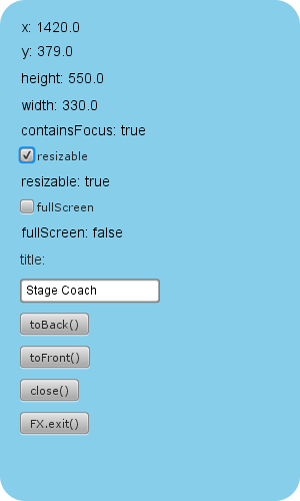 x: 1420.0
y: 379.0
height: 550.0
width: 330.0
containsFocus: true
resizable
resizable: true
fullScreen
fullScreen: false
title:
Stage Coach
toBack()
toFront()
close()
FX.exit()